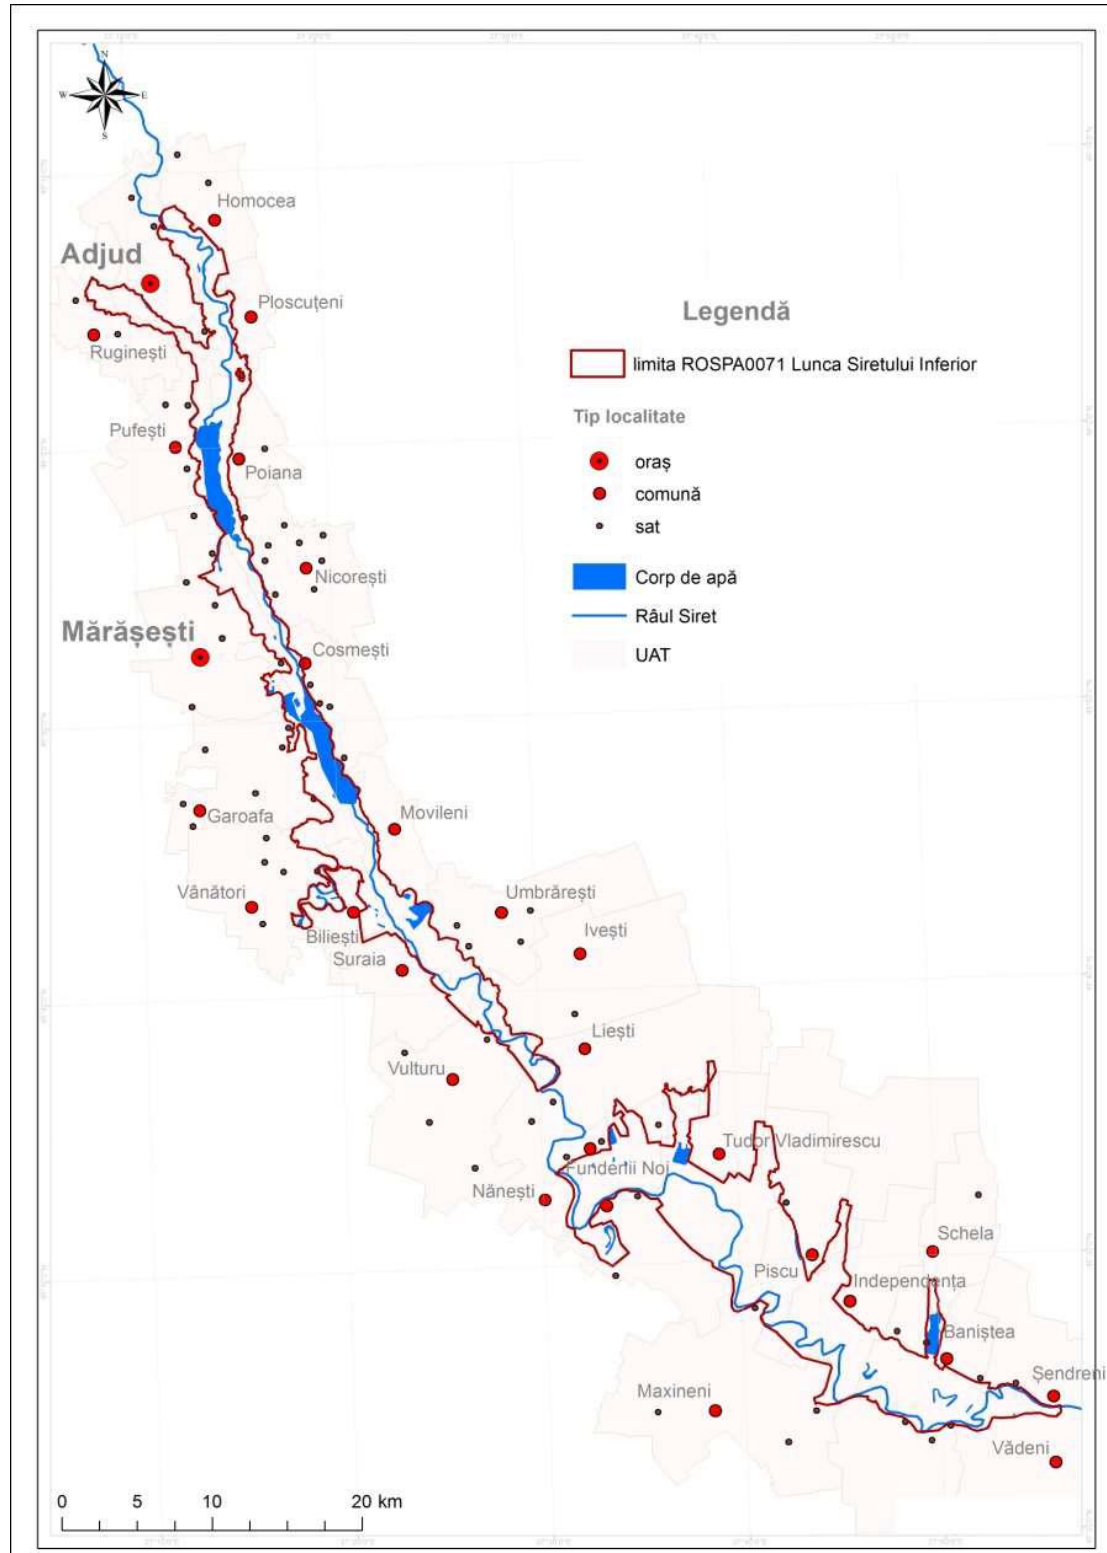 N
W E
S
Homocea
Adjud
Ploscuțeni
Ruginești
Legendă
limita ROSPA0071 Lunca Siretului Inferior
Tip localitate
oraș
comună
sat
Corp de apă
Râul Siret
UAT
Pufești
Poiana
Nicorești
Mărășești
Cosmești
Garoafa
Movileni
Vânători
Umbrărești
Biliești
Ivești
Suraia
Liești
Vulturu
Tudor Vladimirescu
Fundenii Noi
Nănești
Schela
Piscu
Independența
Baniștea
Șendreni
Maxineni
Vădeni
0 5 10 20 km